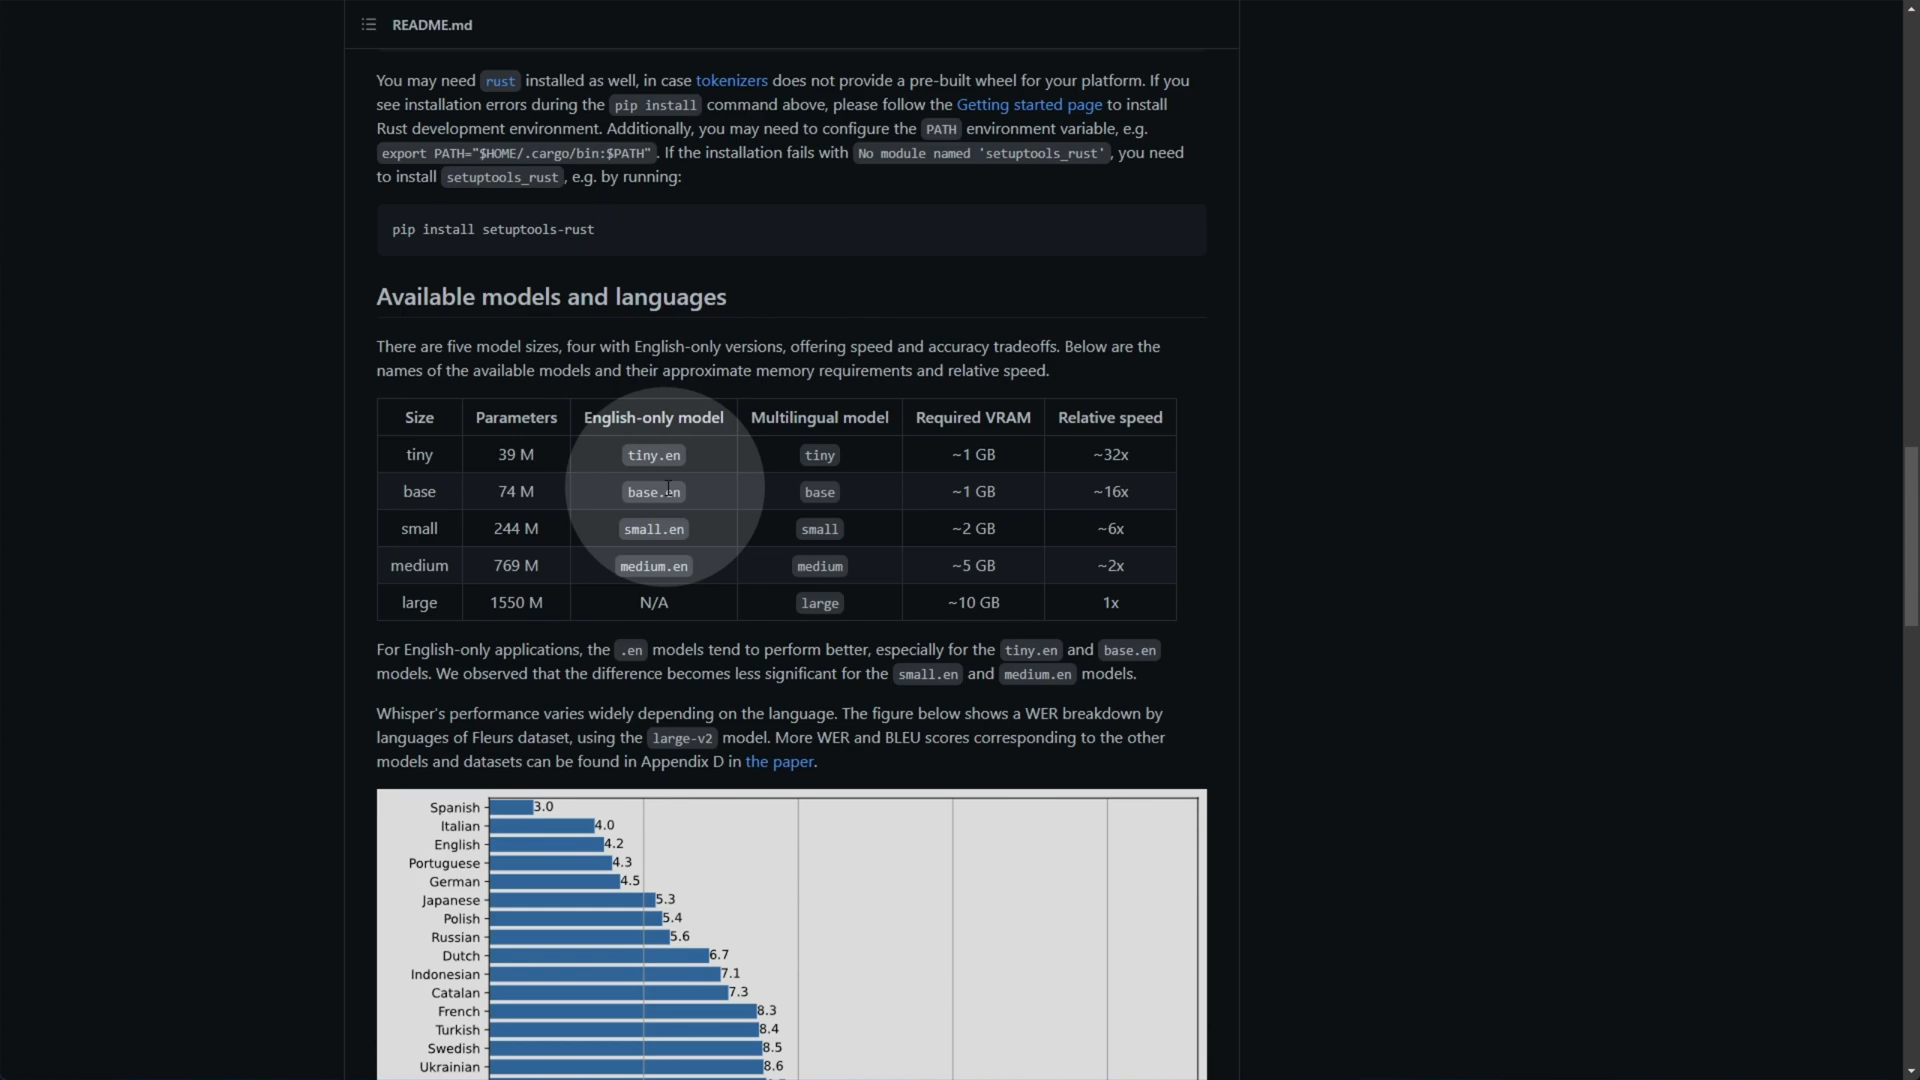 README.md
You may need rust installed as well, in case tokenizers does not provide a pre-built wheel for your platform. If you
see installation errors during the pip install command above, please follow the Getting started page to install
Rust development environment. Additionally, you may need to configure the PATH environment variable, e.g.
export PATH="$HOME/.cargo/bin:$PATH" . If the installation fails with No module named 'setuptools_rust' , you need
to install setuptools_rust , e.g. by running:
pip install setuptools-rust
Available models and languages
There are five model sizes, four with English-only versions, offering speed and accuracy tradeoffs. Below are the
names of the available models and their approximate memory requirements and relative speed.
Size Parameters English-only model Multilingual model Required VRAM Relative speed
tiny 39 M tiny.en tiny ~1 GB ~32x
base 74 M base.en base ~1 GB ~16x
small 244 M small.en small ~2 GB ~6x
medium 769 M medium.en medium ~5 GB ~2x
large 1550 M N/A large ~10 GB 1x
For English-only applications, the .en models tend to perform better, especially for the tiny.en and base.en
models. We observed that the difference becomes less significant for the small.en and medium.en models.
Whisper's performance varies widely depending on the language. The figure below shows a WER breakdown by
languages of Fleurs dataset, using the large-v2 model. More WER and BLEU scores corresponding to the other
models and datasets can be found in Appendix D in the paper.
Spanish 3.0
Italian 4.0
English 4.2
Portuguese 4.3
German 4.5
Japanese 5.3
Polish 5.4
Russian 5.6
Dutch 6.7
Indonesian 7.1
Catalan 7.3
French 8.3
Turkish 8.4
Swedish 8.5
Ukrainian 8.6